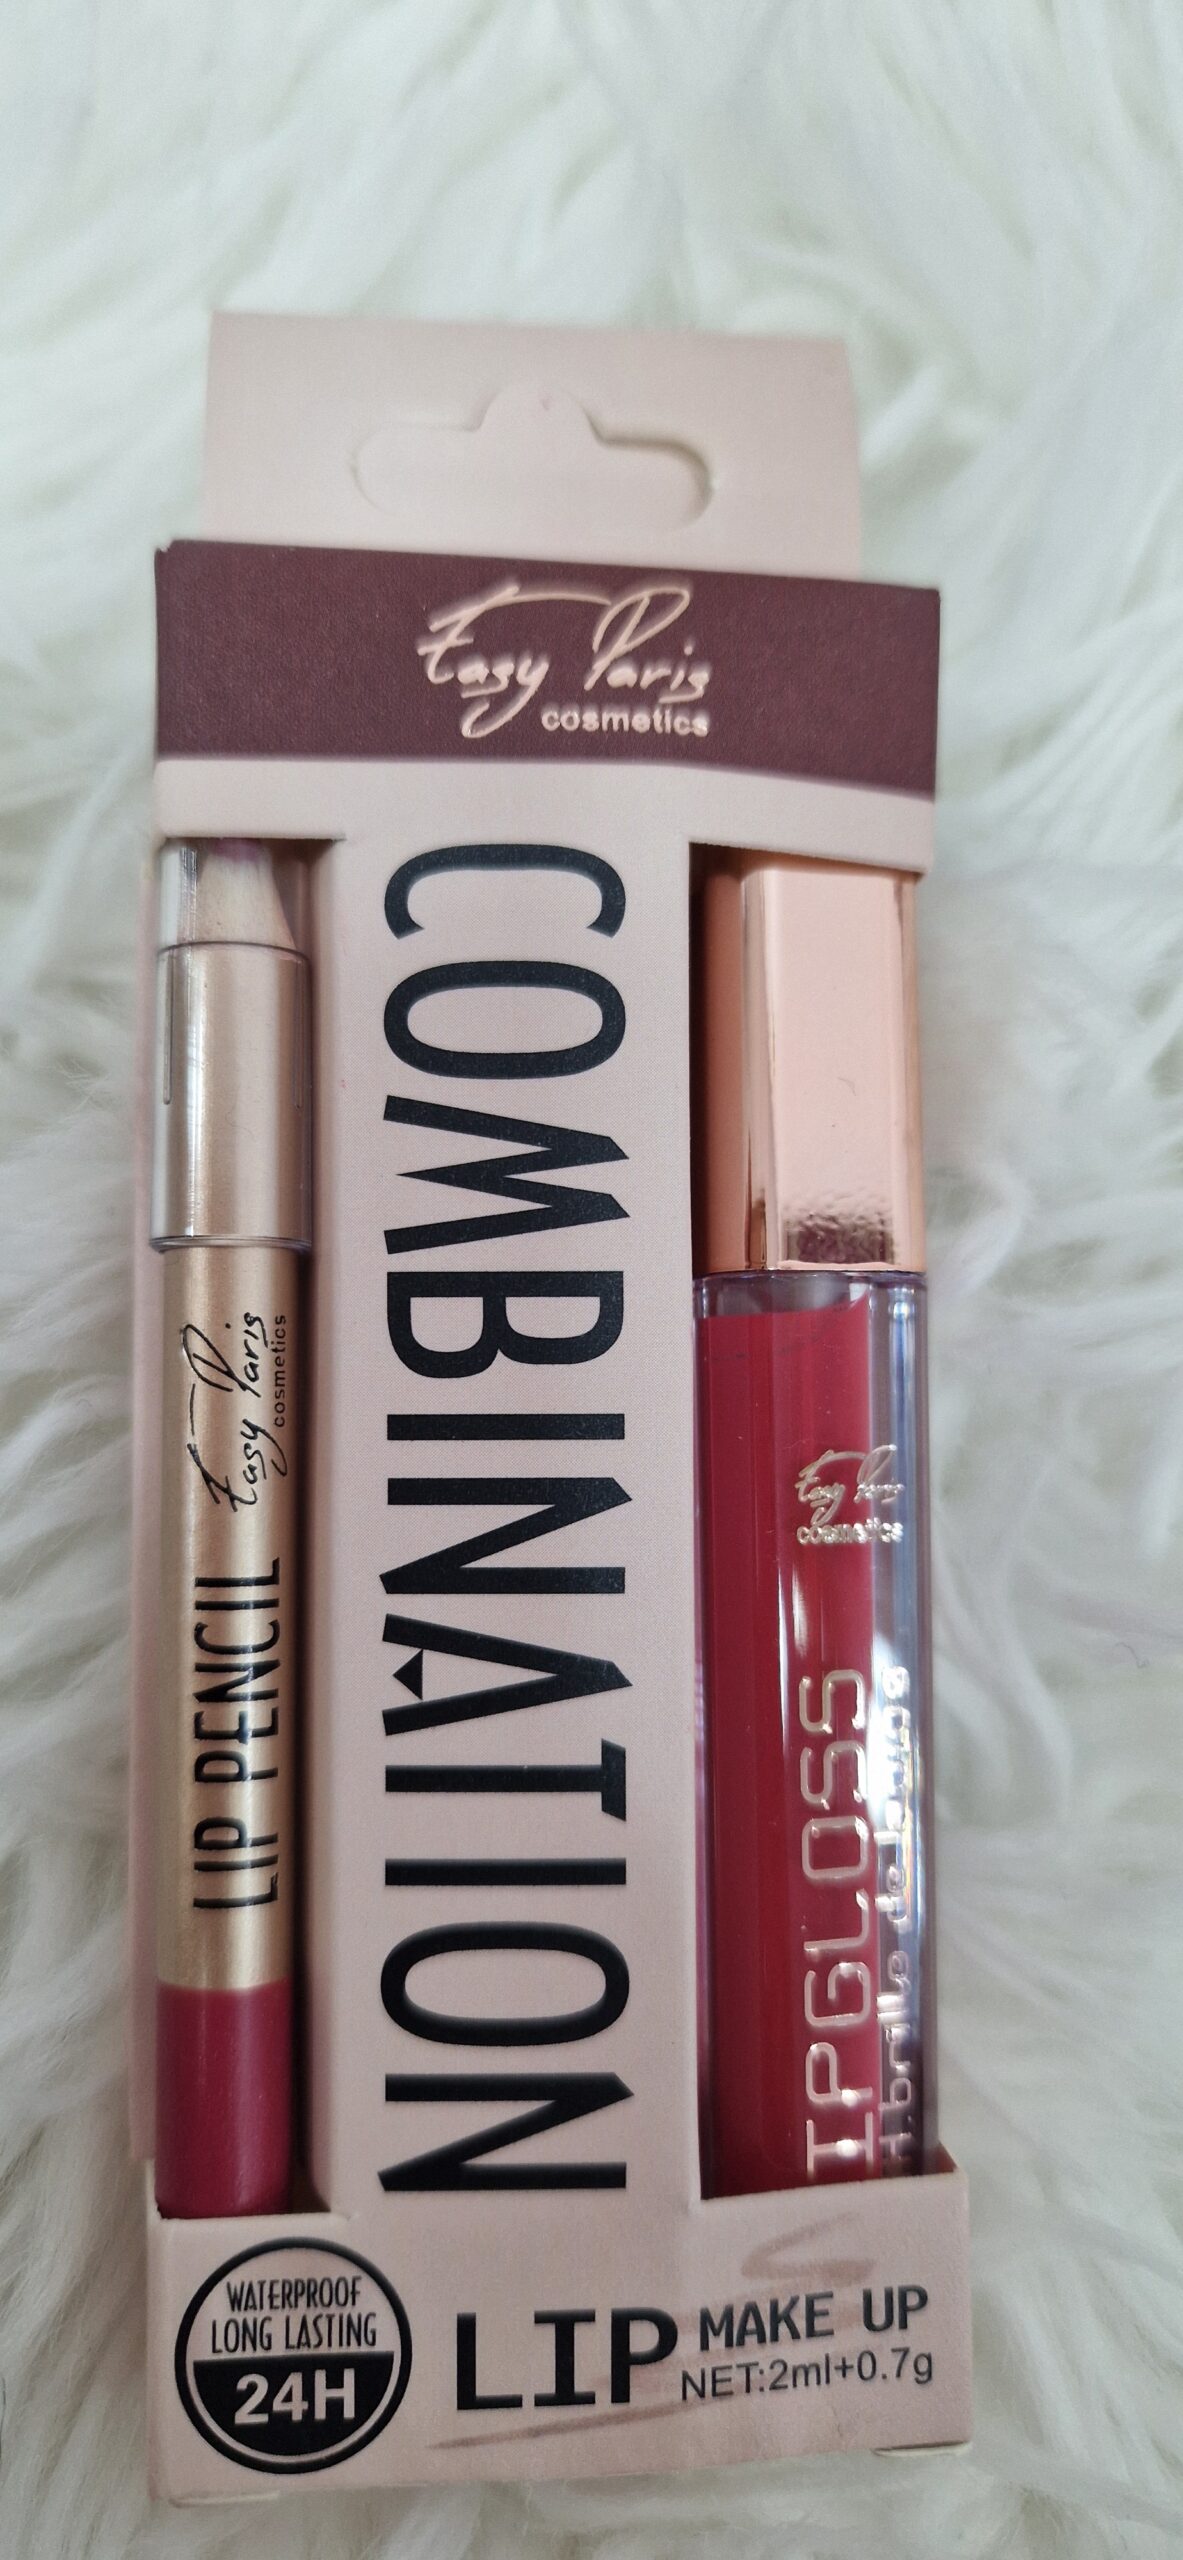 Easy Paris
cosmetics
COMBINATION
Easy Paris
cosmetics
LIP PENCIL
Easy Paris
cosmetics
IPGLOSS
WATERPROOF
LONG LASTING
24H
LIP
MAKE UP
NET:2ml+0.7g